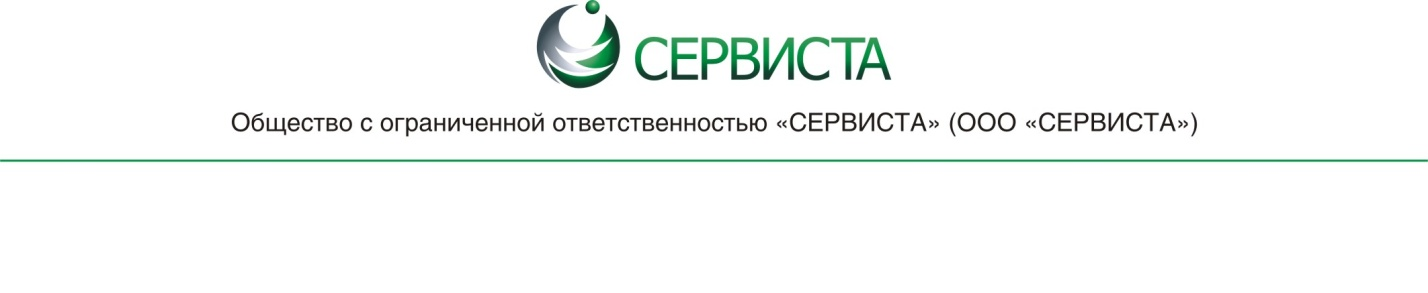 СЕРВИСТА
Общество с ограниченной ответственностью «СЕРВИСТА» (ООО «СЕРВИСТА»)